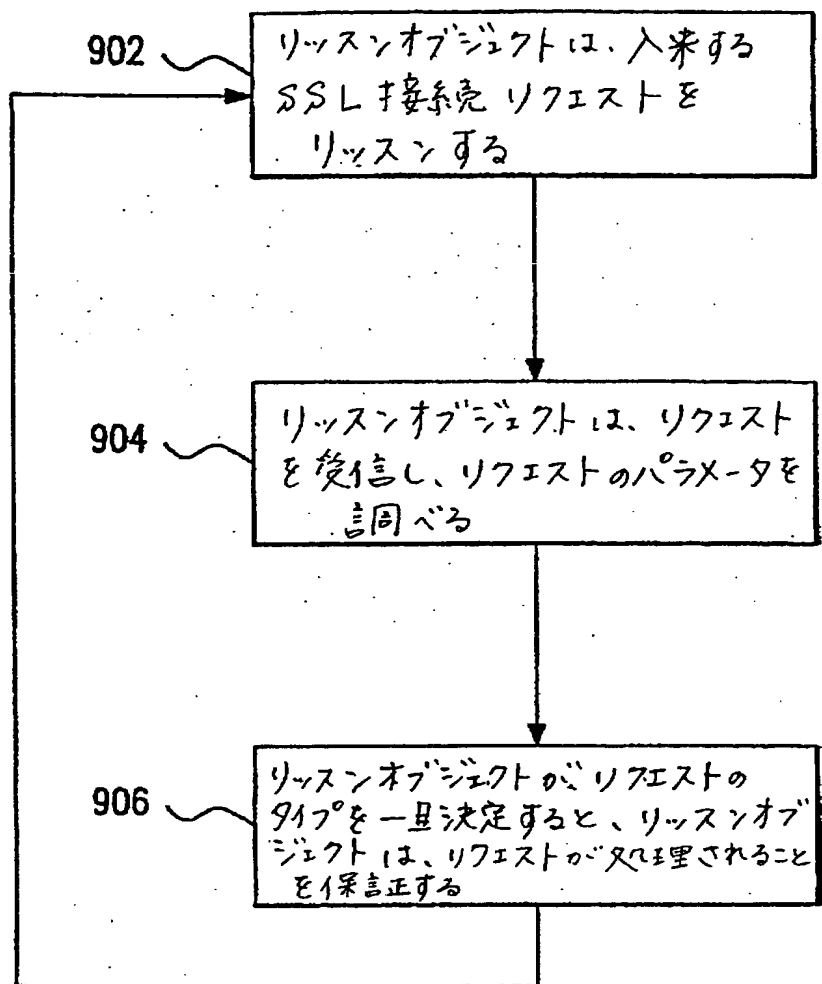 902
リッスンオブジェクトは、入来する
SSL接続リクエストを
リッスンする
904
リッスンオブジェクトは、リクエスト
を受信し、リクエストのパラメータを
調べる
906
リッスンオブジェクトが、リクエストの
タイプを一旦決定すると、リッスンオブ
ジェクトは、リクエストが処理されること
を保証する